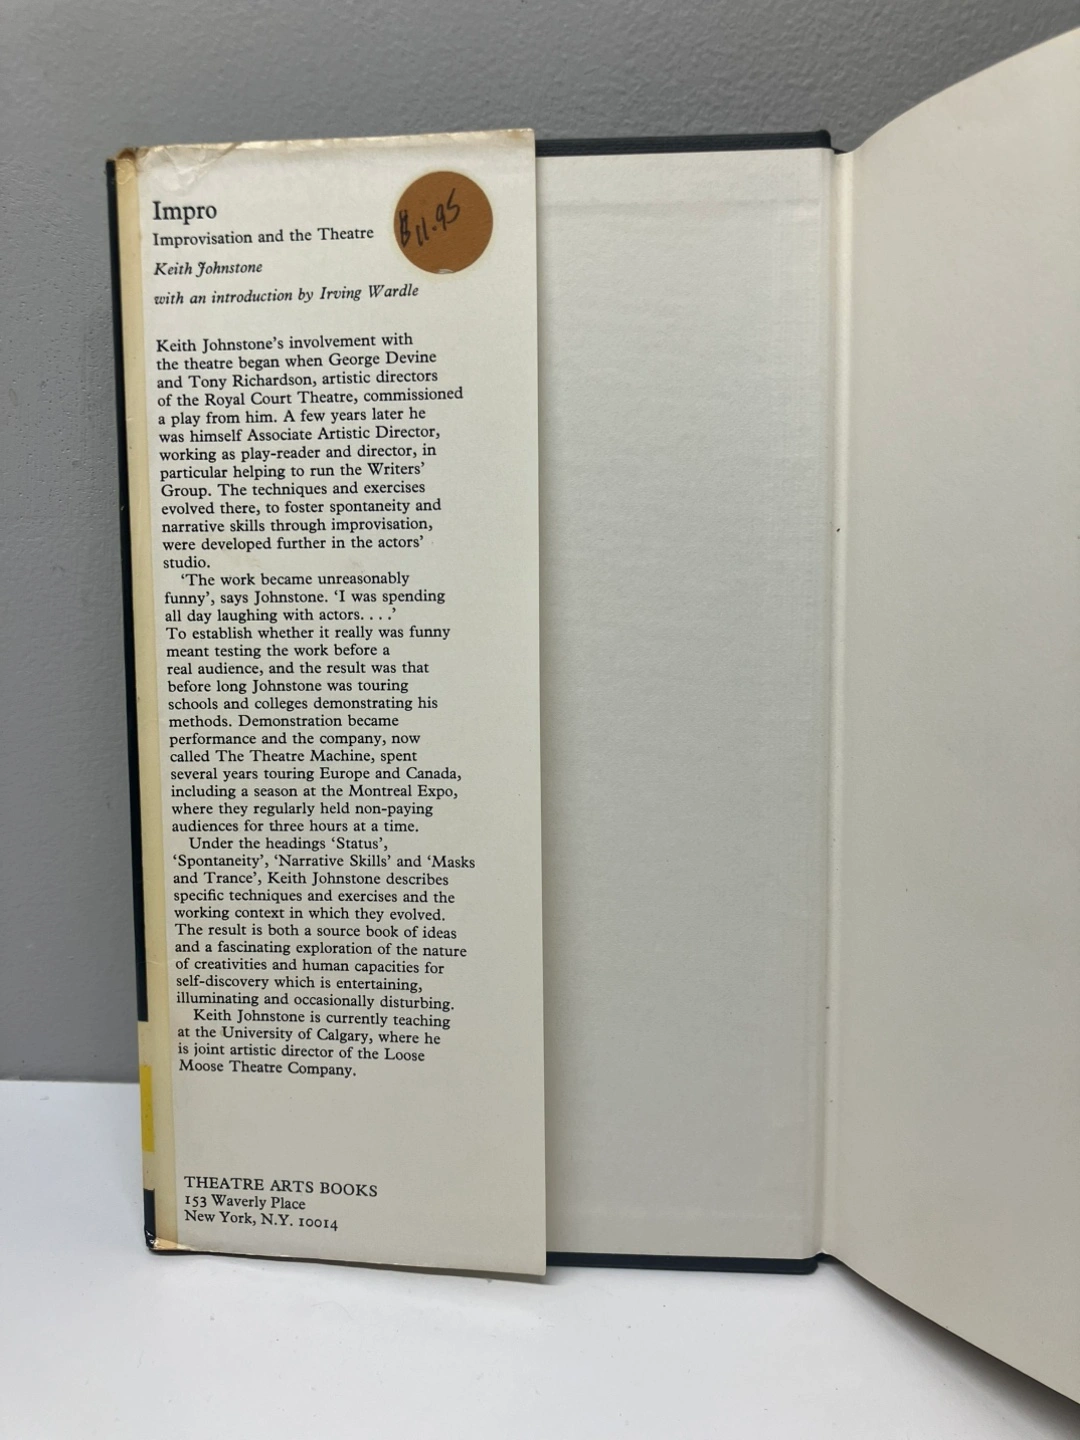 Impro
$11.95
Improvisation and the Theatre
Keith Johnstone
with an introduction by Irving Wardle
Keith Johnstone's involvement with
the theatre began when George Devine
and Tony Richardson, artistic directors
of the Royal Court Theatre, commissioned
a play from him. A few years later he
was himself Associate Artistic Director,
working as play-reader and director, in
particular helping to run the Writers'
Group. The techniques and exercises
evolved there, to foster spontaneity and
narrative skills through improvisation,
were developed further in the actors'
studio.
'The work became unreasonably
funny', says Johnstone. 'I was spending
all day laughing with actors. . . .'
To establish whether it really was funny
meant testing the work before a
real audience, and the result was that
before long Johnstone was touring
schools and colleges demonstrating his
methods. Demonstration became
performance and the company, now
called The Theatre Machine, spent
several years touring Europe and Canada,
including a season at the Montreal Expo,
where they regularly held non-paying
audiences for three hours at a time.
Under the headings 'Status',
'Spontaneity', 'Narrative Skills' and 'Masks
and Trance', Keith Johnstone describes
specific techniques and exercises and the
working context in which they evolved.
The result is both a source book of ideas
and a fascinating exploration of the nature
of creativities and human capacities for
self-discovery which is entertaining,
illuminating and occasionally disturbing.
Keith Johnstone is currently teaching
at the University of Calgary, where he
is joint artistic director of the Loose
Moose Theatre Company.
THEATRE ARTS BOOKS
153 Waverly Place
New York, N.Y. 10014